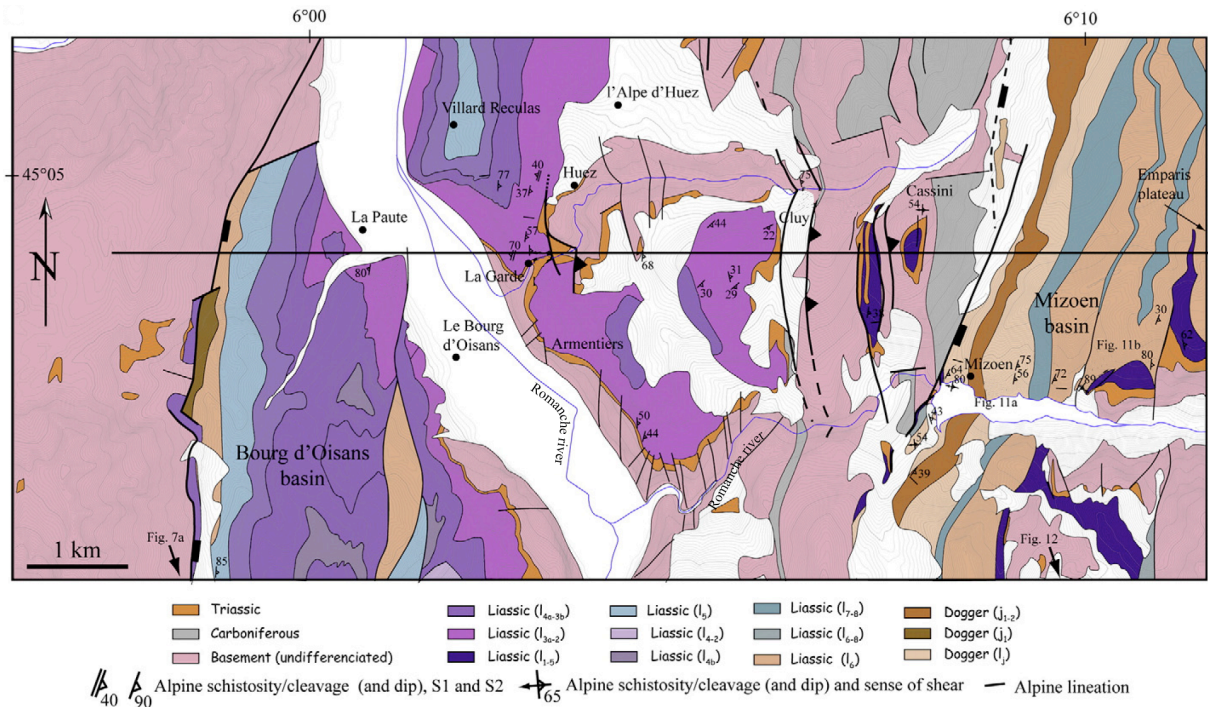 6°00
6°10
45°05
N
Villard Reculas
l'Alpe d'Huez
Huez
Cluy
Cassini
Emparis
plateau
La Paute
La Garde
Le Bourg
d'Oisans
Armentiers
Romanche river
Romanche river
Bourg d'Oisans
basin
Mizoen
basin
Mizoen
Fig. 11a
Fig. 11b
Fig. 7a
Fig. 12
1 km
40
77
37
57
70
80
75
54
44
22
68
31
30
29
38
30
62
80
75
64
56
80
72
89
43
54
39
50
44
85
Triassic
Carboniferous
Basement (undifferenciated)
Liassic (l4a-3b)
Liassic (l3a-2)
Liassic (l1-5)
Liassic (l5)
Liassic (l4-2)
Liassic (l4b)
Liassic (l7-8)
Liassic (l6-8)
Liassic (l6)
Dogger (j1-2)
Dogger (j1)
Dogger (lj)
40 90 Alpine schistosity/cleavage (and dip), S1 and S2
65 Alpine schistosity/cleavage (and dip) and sense of shear
Alpine lineation